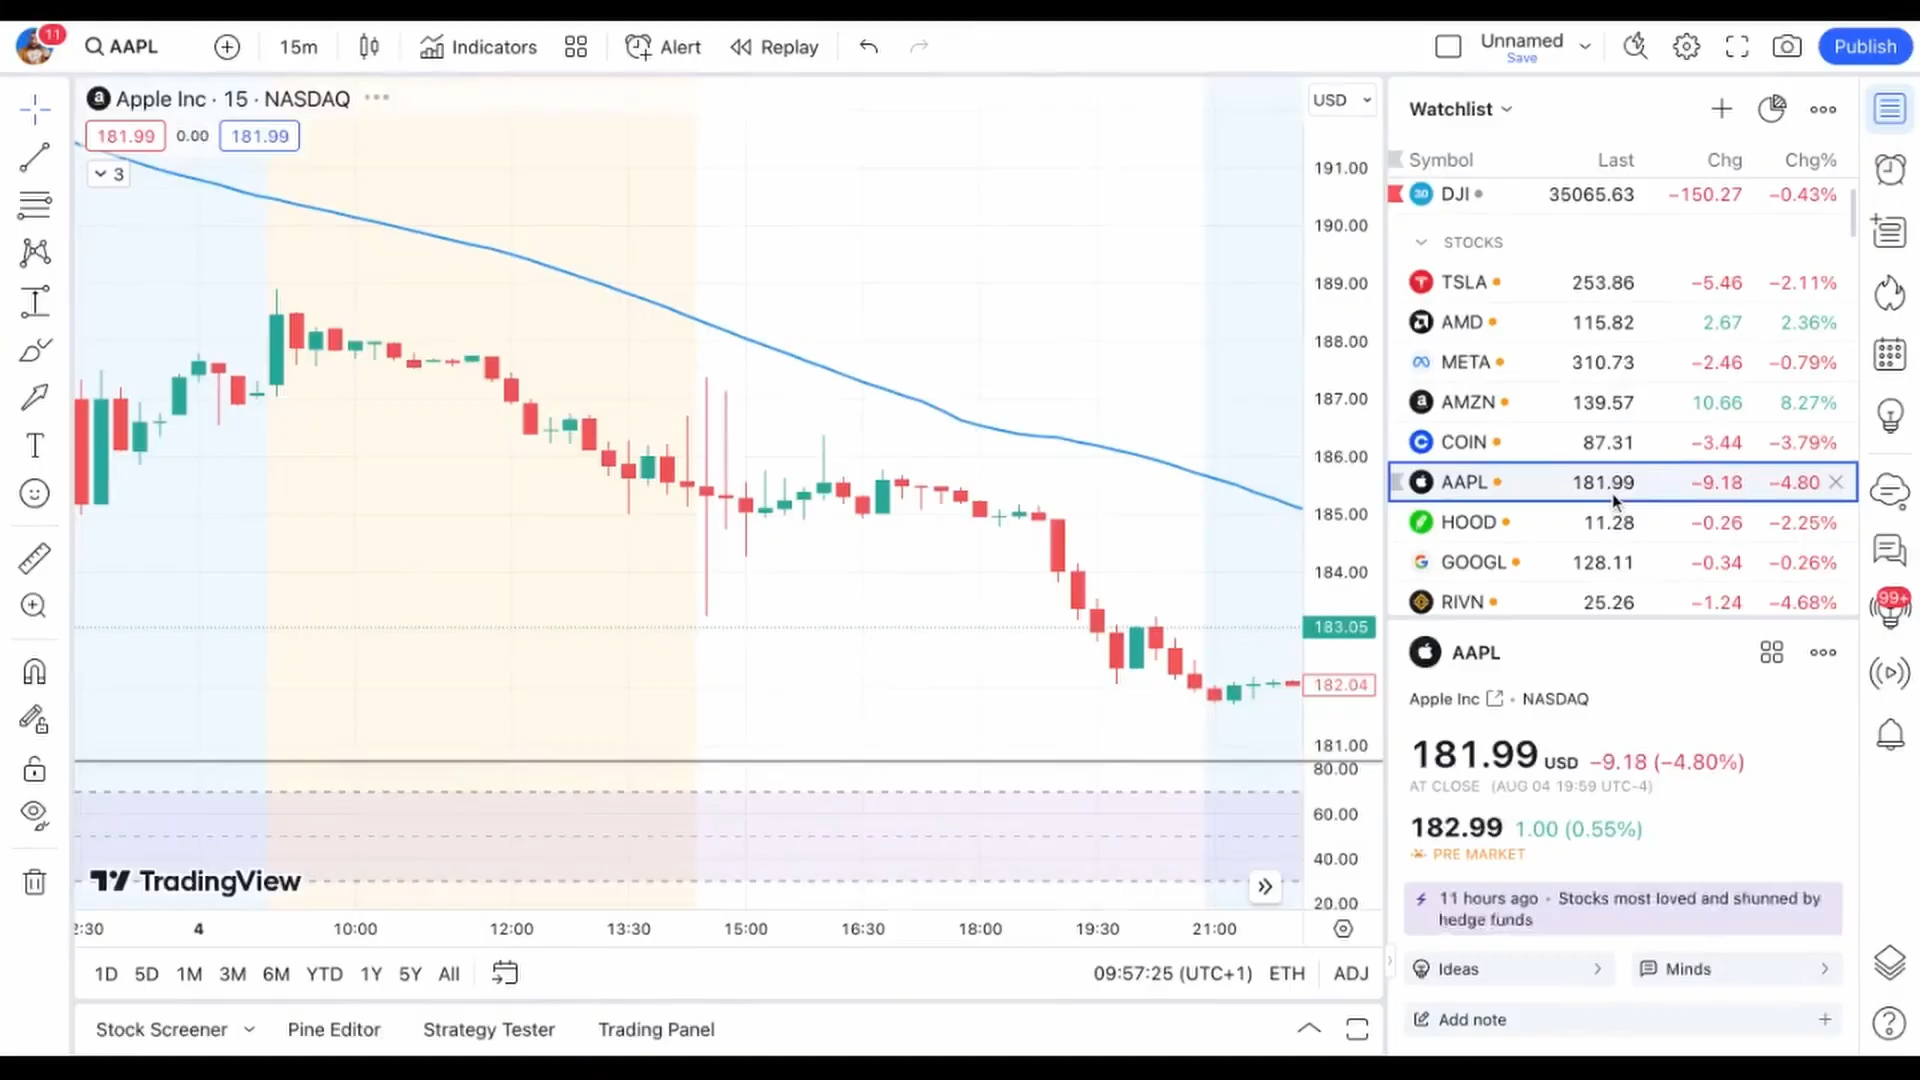 11
AAPL
15m
Indicators
Alert
Replay
Unnamed
Save
Publish
Apple Inc · 15 · NASDAQ
181.99 0.00 181.99
3
USD
191.00
190.00
189.00
188.00
187.00
186.00
185.00
184.00
183.05
182.04
181.00
80.00
60.00
40.00
20.00
TradingView
2:30 4 10:00 12:00 13:30 15:00 16:30 18:00 19:30 21:00
1D 5D 1M 3M 6M YTD 1Y 5Y All
09:57:25 (UTC+1) ETH ADJ
Stock Screener Pine Editor Strategy Tester Trading Panel
Watchlist
Symbol Last Chg Chg%
30 DJI 35065.63 −150.27 −0.43%
STOCKS
TSLA 253.86 −5.46 −2.11%
AMD 115.82 2.67 2.36%
META 310.73 −2.46 −0.79%
AMZN 139.57 10.66 8.27%
COIN 87.31 −3.44 −3.79%
AAPL 181.99 −9.18 −4.80
HOOD 11.28 −0.26 −2.25%
GOOGL 128.11 −0.34 −0.26%
RIVN 25.26 −1.24 −4.68%
99+
AAPL
Apple Inc · NASDAQ
181.99 USD −9.18 (−4.80%)
AT CLOSE (AUG 04 19:59 UTC-4)
182.99 1.00 (0.55%)
PRE MARKET
11 hours ago · Stocks most loved and shunned by
hedge funds
Ideas
Minds
Add note